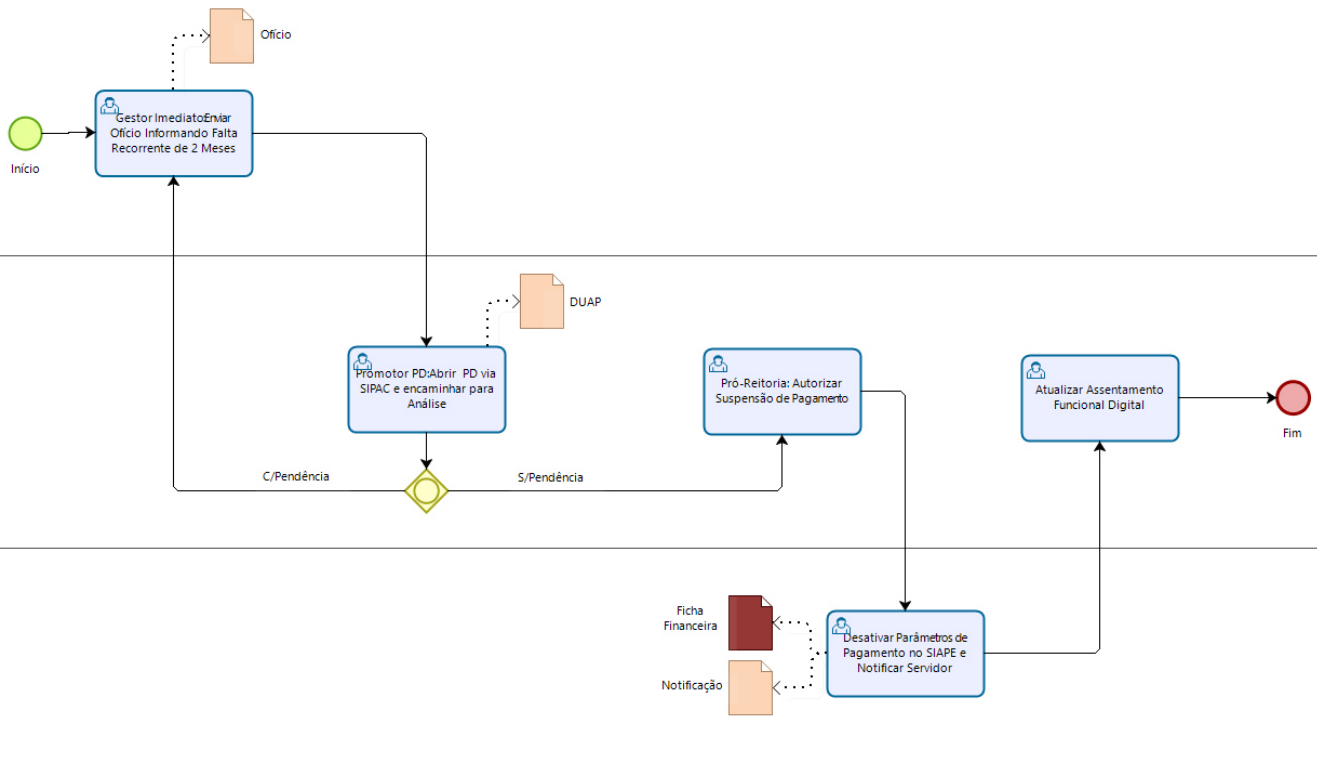 Ofício
Gestor Imediato:Enviar
Ofício Informando Falta
Recorrente de 2 Meses
Início
DUAP
Promotor PD:Abrir PD via
SIPAC e encaminhar para
Análise
Pró-Reitoria: Autorizar
Suspensão de Pagamento
Atualizar Assentamento
Funcional Digital
Fim
C/Pendência
S/Pendência
Ficha
Financeira
Desativar Parâmetros de
Pagamento no SIAPE e
Notificar Servidor
Notificação